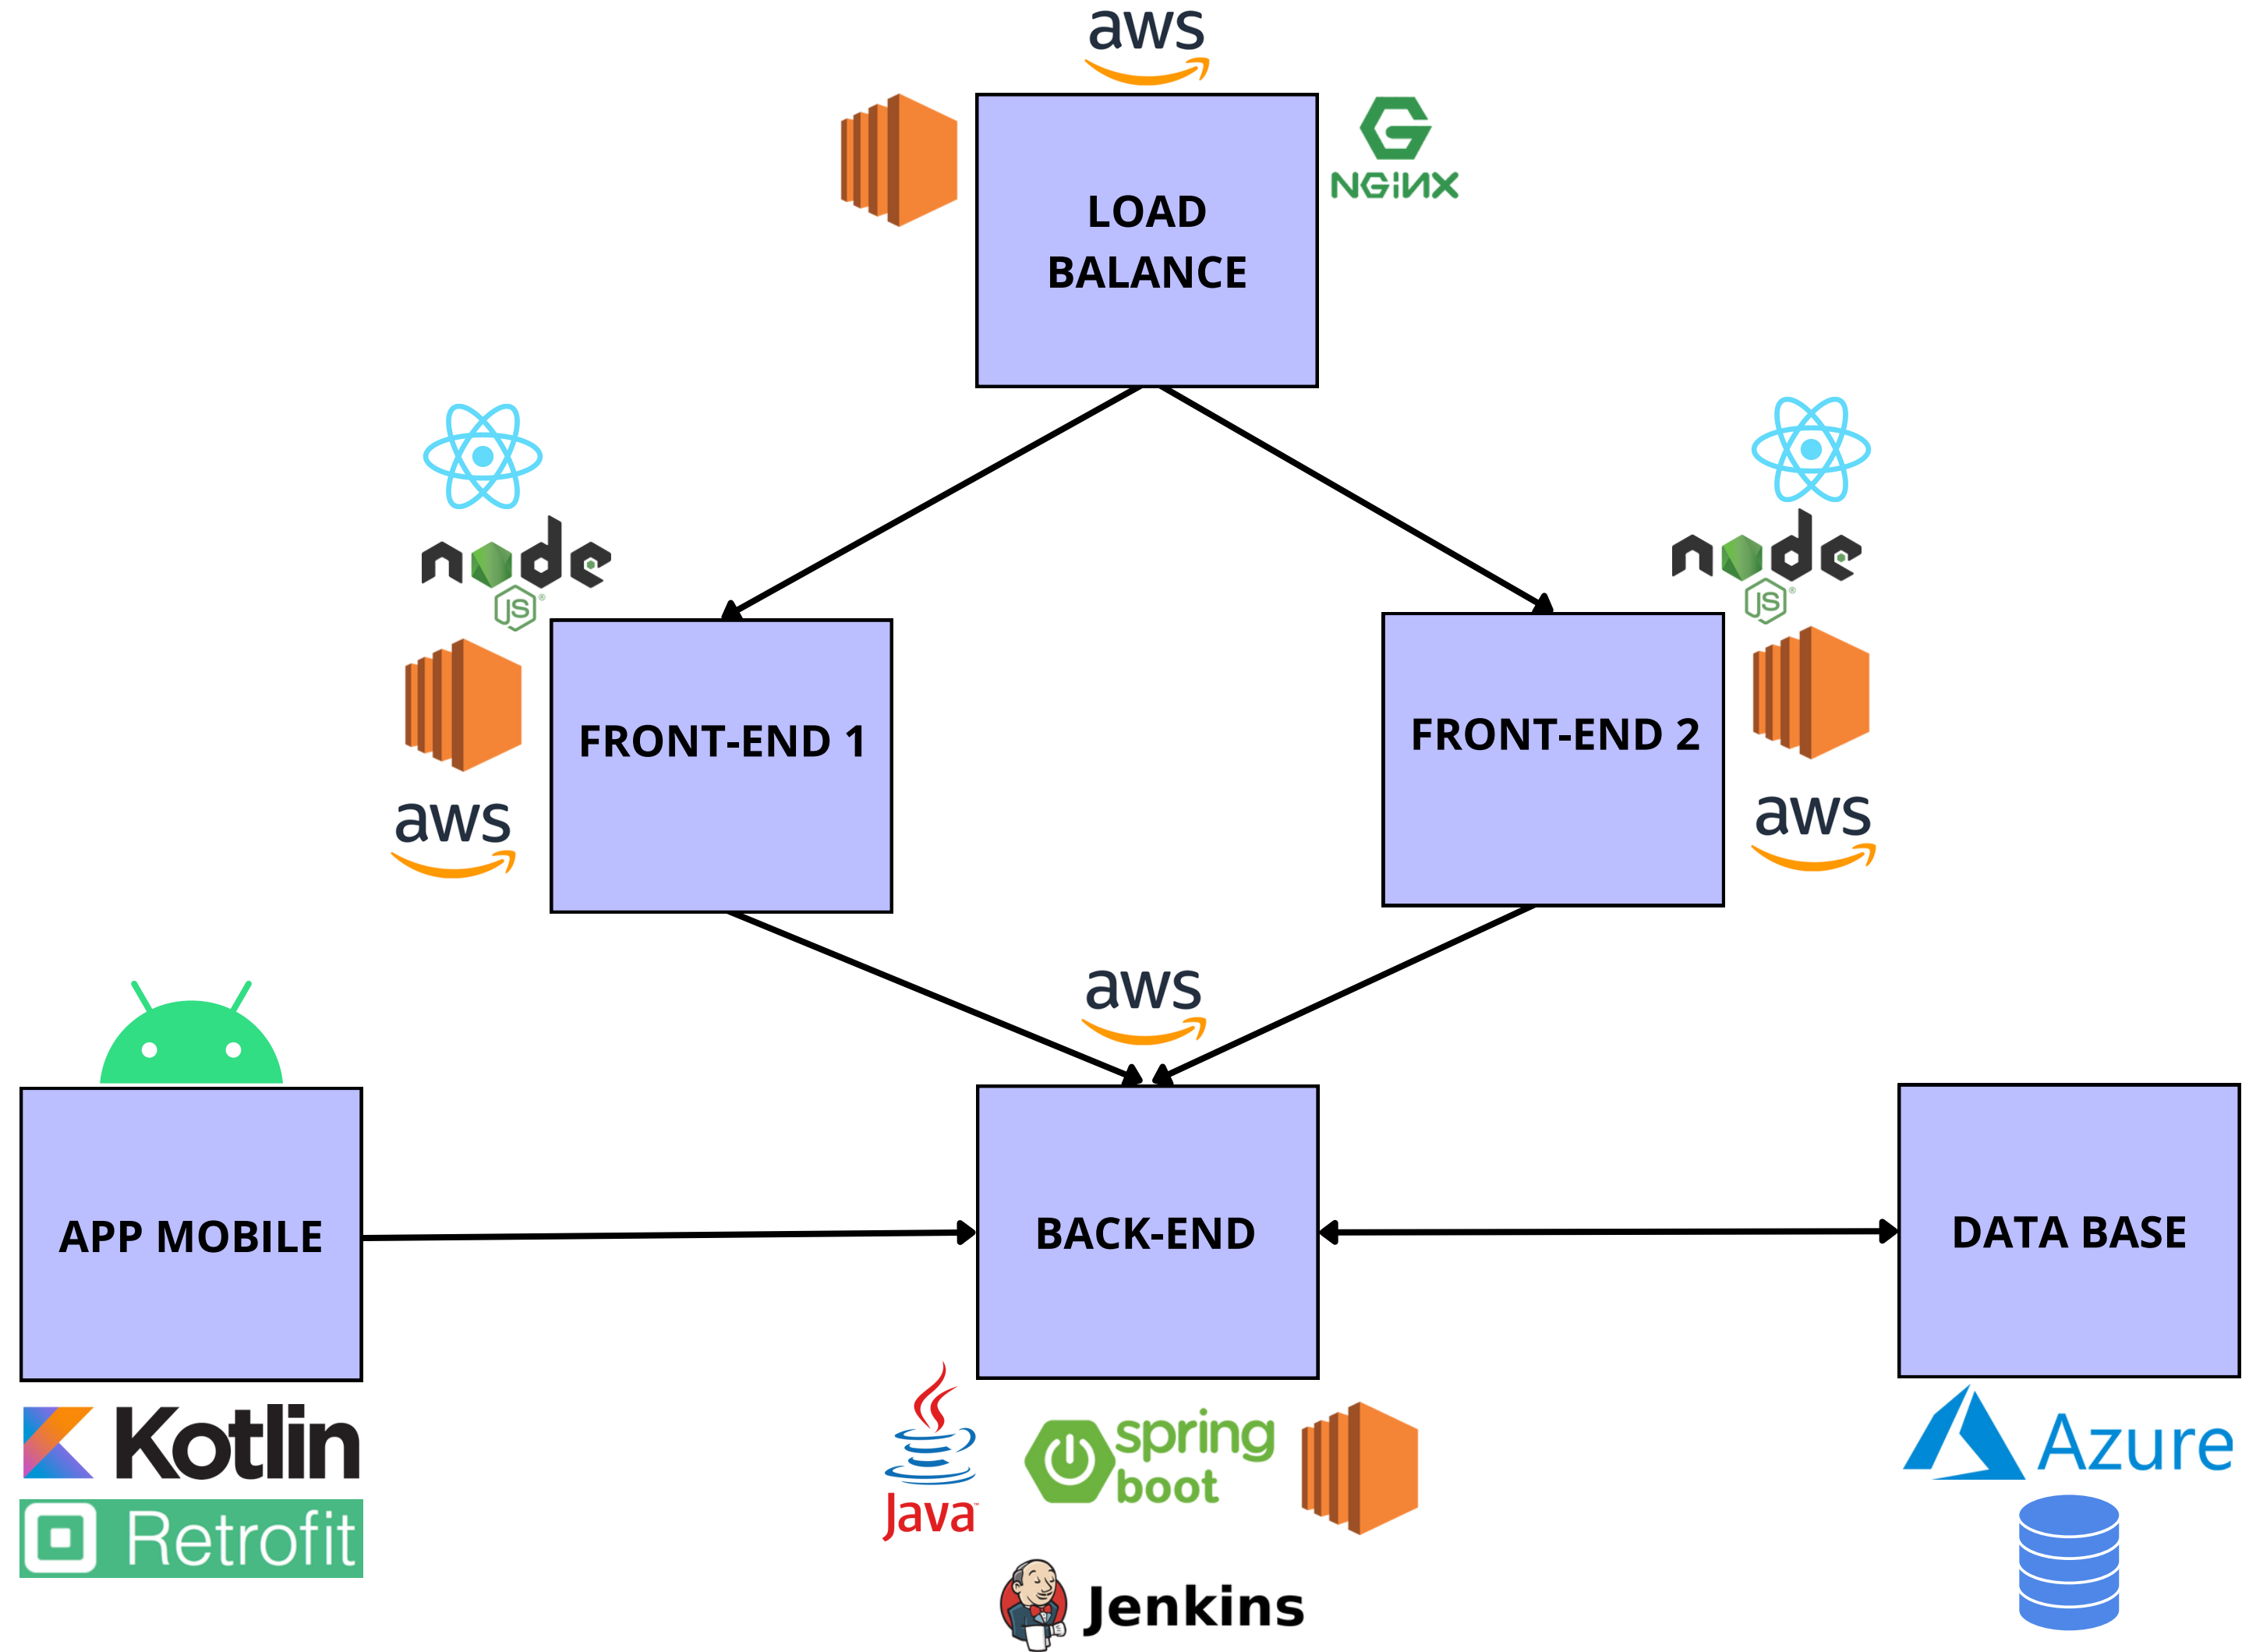 aws
NGiNX
LOAD
BALANCE
node
JS®
node
JS®
FRONT-END 1
FRONT-END 2
aws
aws
aws
APP MOBILE
BACK-END
DATA BASE
Kotlin
Retrofit
Java™
spring
boot
Azure
Jenkins